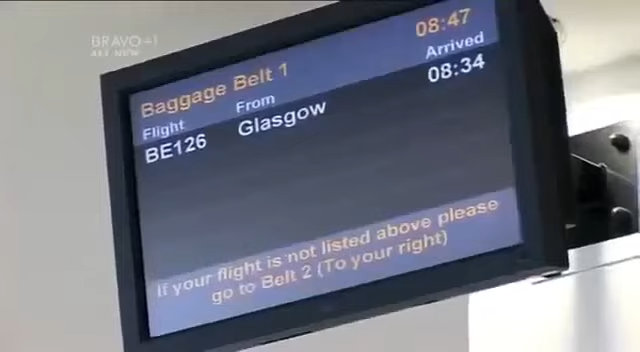 BRAVO+1
ALL NEW
08:47
Baggage Belt 1
Arrived
Flight From
08:34
BE126 Glasgow
If your flight is not listed above please
go to Belt 2 (To your right)